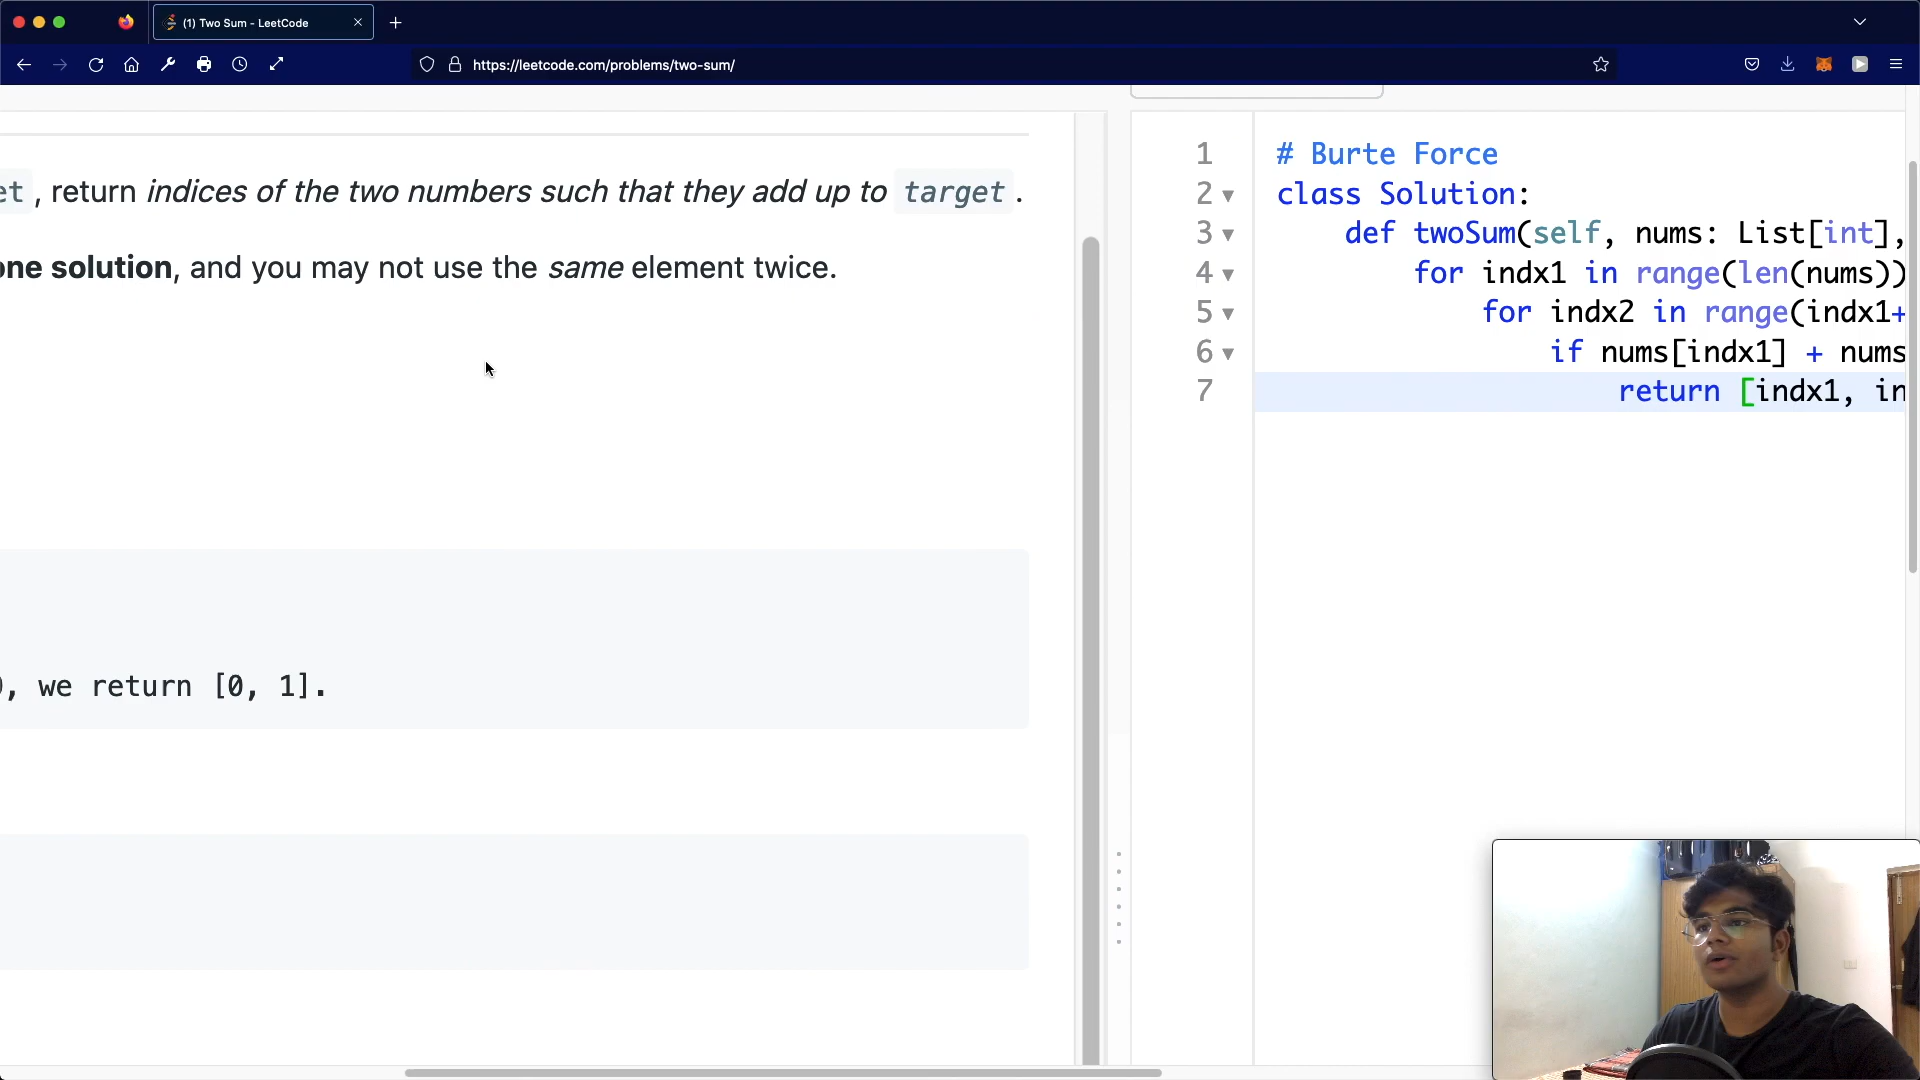 (1) Two Sum - LeetCode
https://leetcode.com/problems/two-sum/
et, return indices of the two numbers such that they add up to target.
one solution, and you may not use the same element twice.
), we return [0, 1].
1 # Burte Force
2 class Solution:
3 def twoSum(self, nums: List[int],
4 for indx1 in range(len(nums))
5 for indx2 in range(indx1+
6 if nums[indx1] + nums
7 return [indx1, in